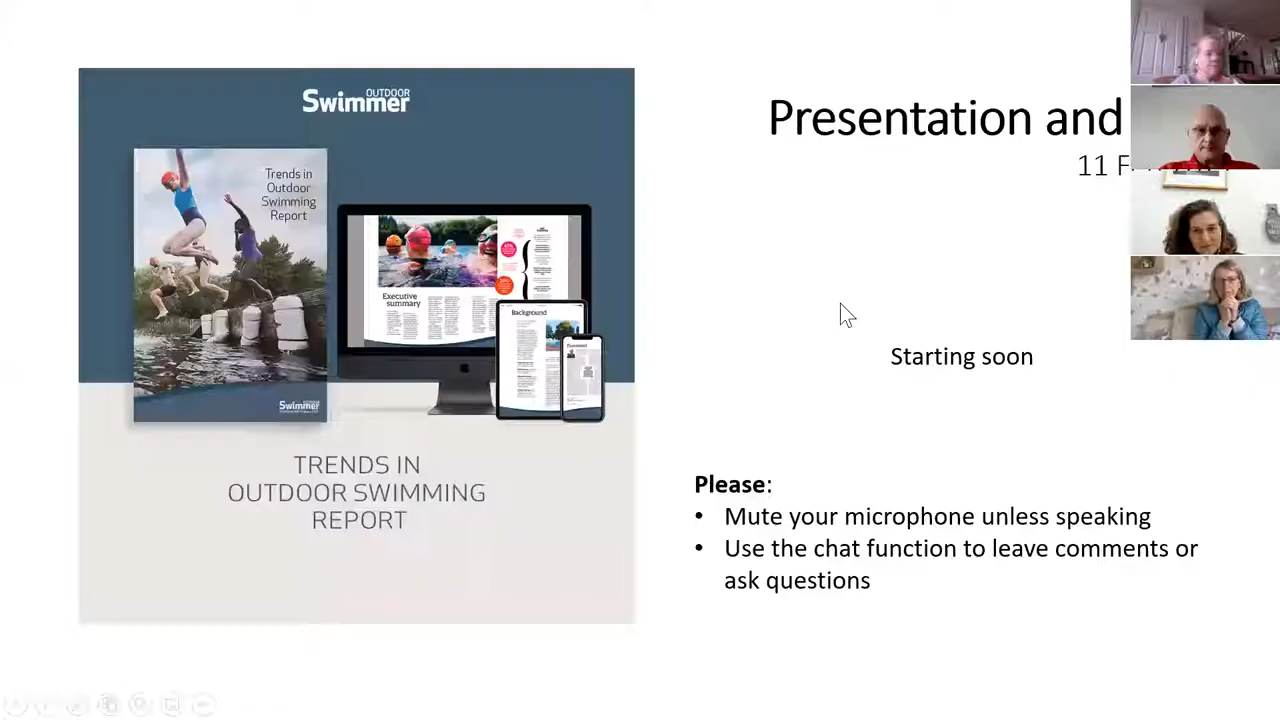 OUTDOOR
Swimmer
Trends in
Outdoor
Swimming
Report
Executive
summary
Background
Swimmer
TRENDS IN
OUTDOOR SWIMMING
REPORT
Presentation and
11
Starting soon
Please:
• Mute your microphone unless speaking
• Use the chat function to leave comments or
ask questions